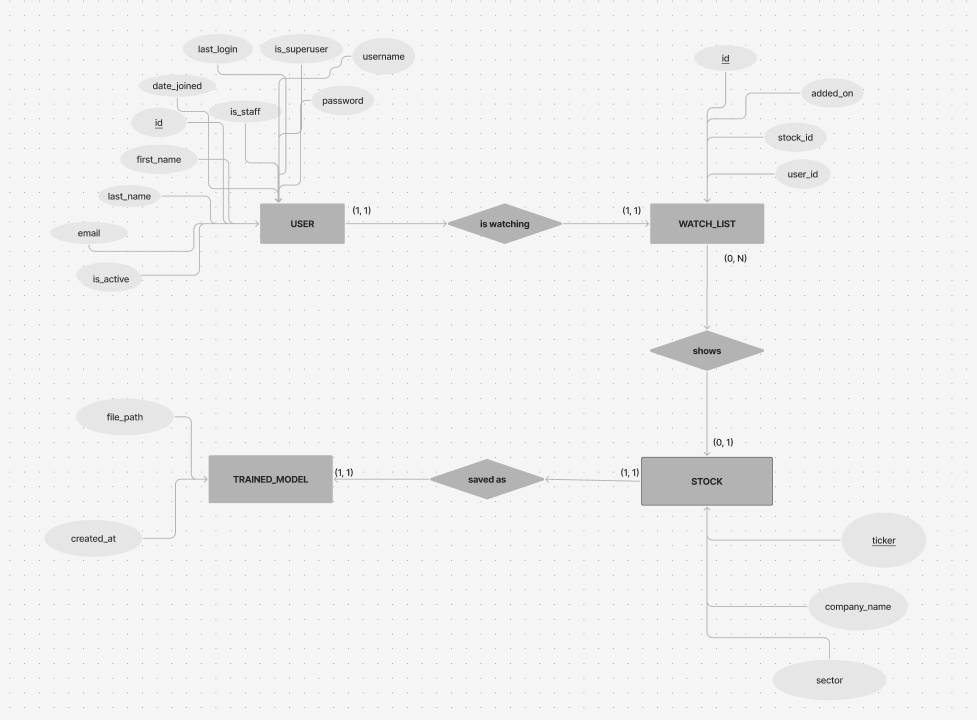 last_login
is_superuser
username
date_joined
is_staff
password
id
first_name
last_name
email
is_active
USER
(1, 1)
is watching
(1, 1)
WATCH_LIST
id
added_on
stock_id
user_id
(0, N)
shows
(0, 1)
file_path
TRAINED_MODEL
(1, 1)
saved as
(1, 1)
STOCK
created_at
ticker
company_name
sector